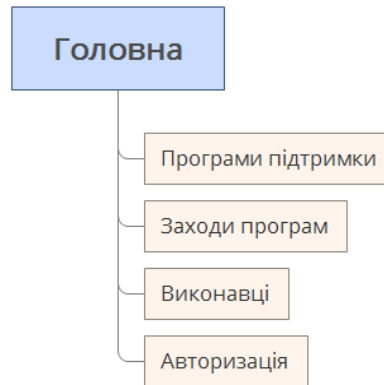 Головна
Програми підтримки
Заходи програм
Виконавці
Авторизація